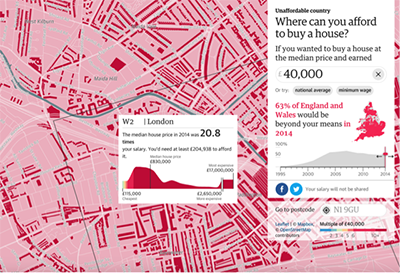 Unaffordable country
Where can you afford
to buy a house?
If you wanted to buy a house at
the median price and earned
£ 40,000
Or try: national average minimum wage
63% of England and
Wales would be
beyond your means in
2014
100%
50
1995 2000 2005 2010 2014
Your salary will not be shared
Go to postcode N1 9GU
Leaflet | © Mapbox
© OpenStreetMap
contributors
Multiples of £40,000
W2 | London
The median house price in 2014 was 20.8
times
your salary. You'd need at least £204,938 to afford
it.
Median house price
£830,000
Most expensive
£11,000,000
£115,000
Cheapest
£2,650,000
More expensive
Maida Hill